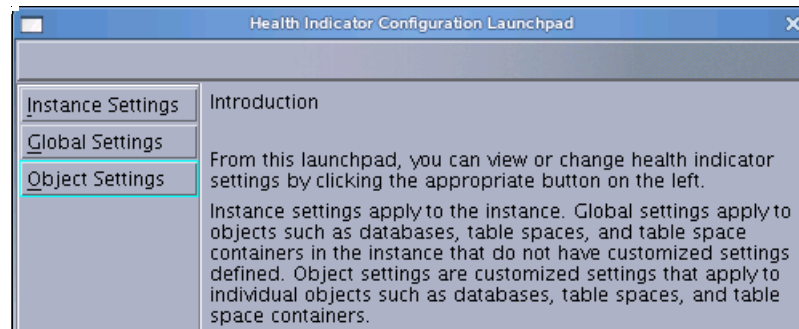 Health Indicator Configuration Launchpad
Instance Settings
Global Settings
Object Settings
Introduction
From this launchpad, you can view or change health indicator
settings by clicking the appropriate button on the left.
Instance settings apply to the instance. Global settings apply to
objects such as databases, table spaces, and table space
containers in the instance that do not have customized settings
defined. Object settings are customized settings that apply to
individual objects such as databases, table spaces, and table
space containers.